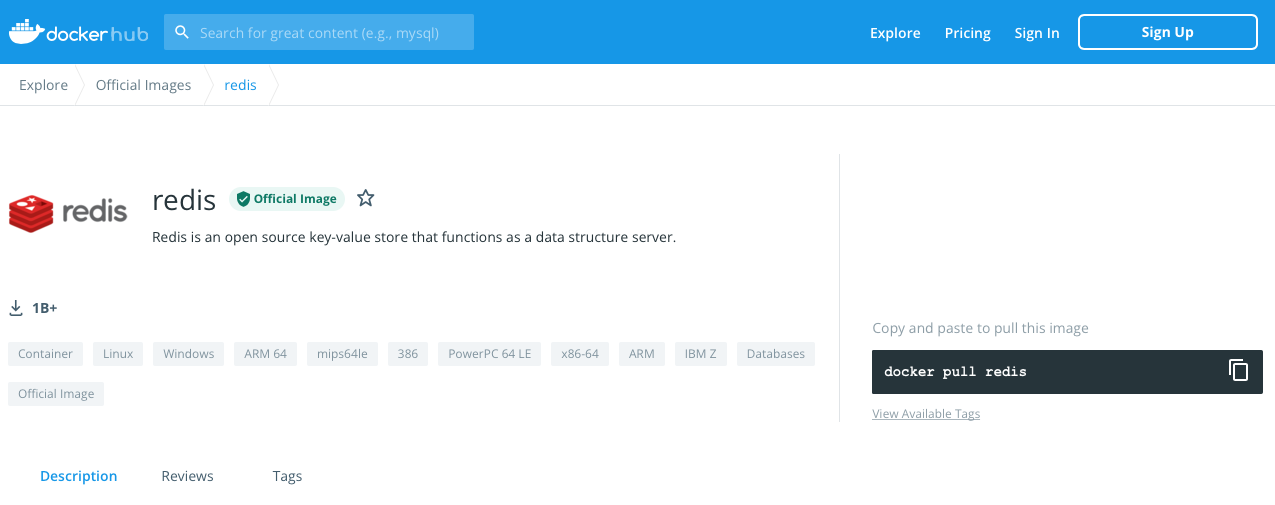 dockerhub
Search for great content (e.g., mysql)
Explore Pricing Sign In Sign Up
Explore Official Images redis
redis
redis Official Image
Redis is an open source key-value store that functions as a data structure server.
1B+
Container Linux Windows ARM 64 mips64le 386 PowerPC 64 LE x86-64 ARM IBM Z Databases
Official Image
Copy and paste to pull this image
docker pull redis
View Available Tags
Description Reviews Tags